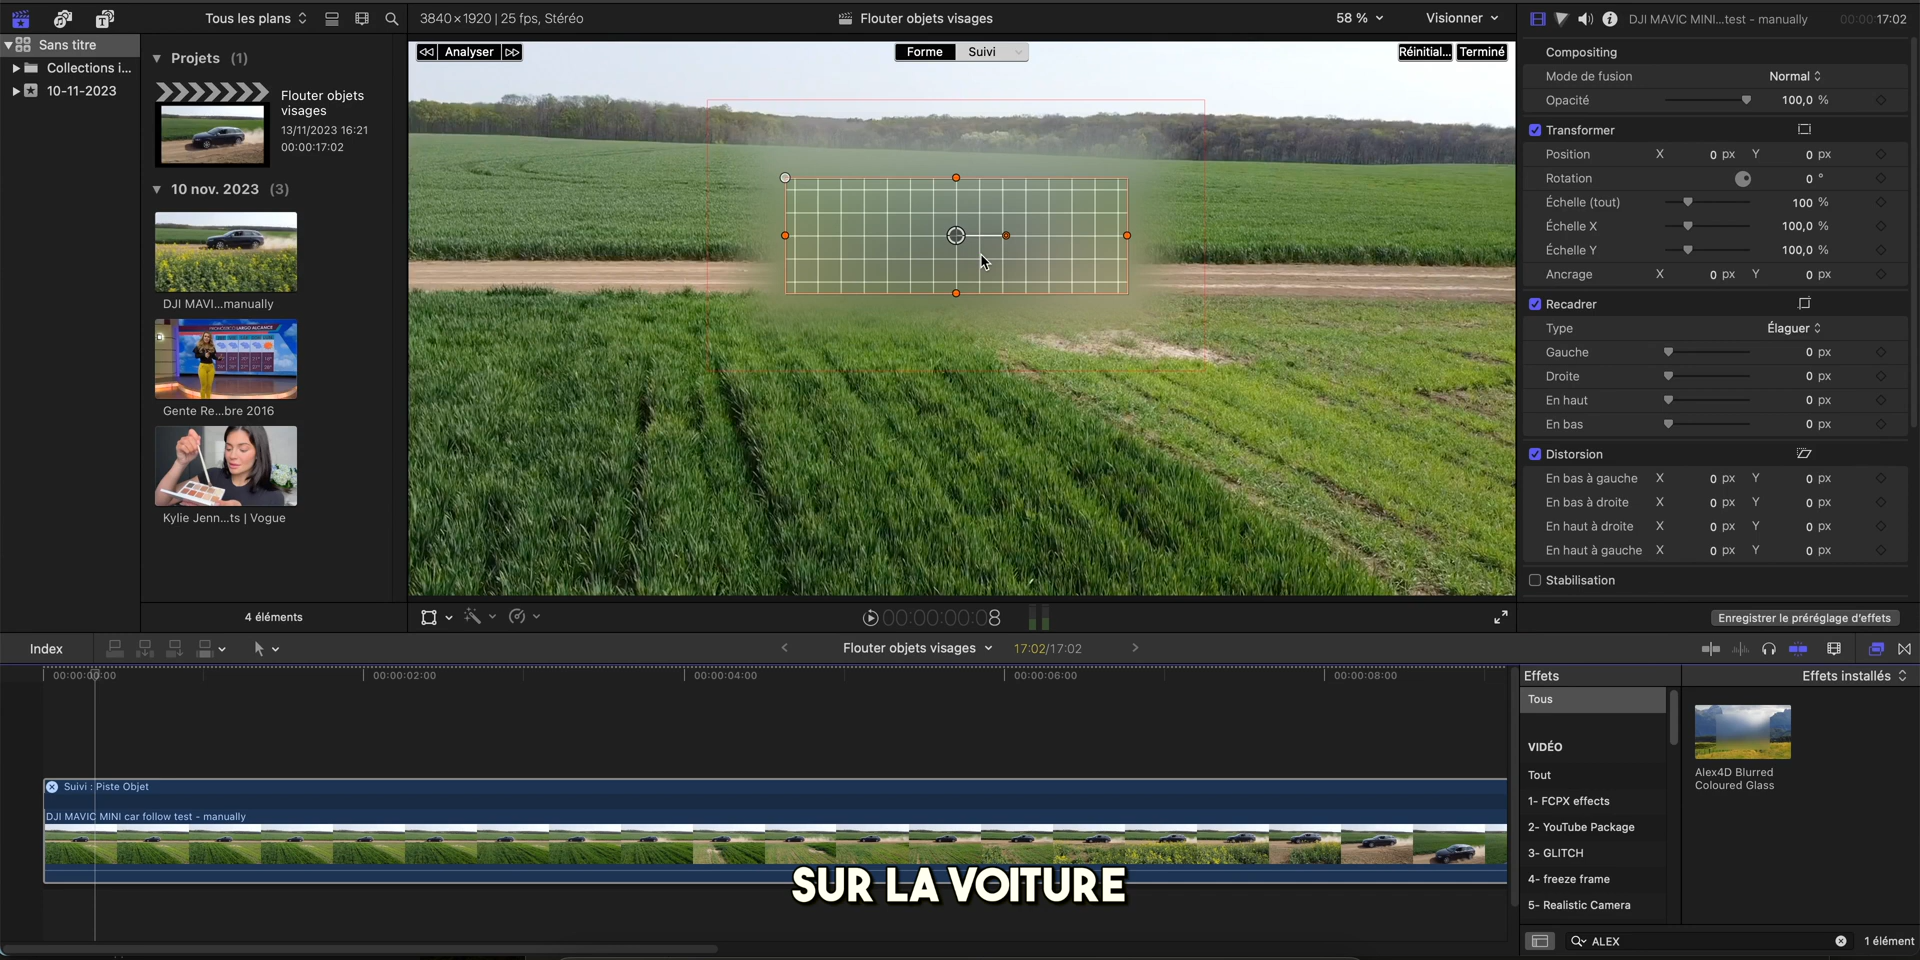 Tous les plans
3840×1920 | 25 fps, Stéréo
Flouter objets visages
58 %
Visionner
DJI MAVIC MINI...test - manually
00:00:17:02
Sans titre
Collections i...
10-11-2023
Projets (1)
Flouter objets
visages
13/11/2023 16:21
00:00:17:02
10 nov. 2023 (3)
DJI MAVI...manually
Gente Re...bre 2016
Kylie Jenn...ts | Vogue
4 éléments
Analyser
Forme
Suivi
Réinitial...
Terminé
00:00:00:08
Compositing
Mode de fusion Normal
Opacité 100,0 %
Transformer
Position X 0 px Y 0 px
Rotation 0 °
Échelle (tout) 100 %
Échelle X 100,0 %
Échelle Y 100,0 %
Ancrage X 0 px Y 0 px
Recadrer
Type Élaguer
Gauche 0 px
Droite 0 px
En haut 0 px
En bas 0 px
Distorsion
En bas à gauche X 0 px Y 0 px
En bas à droite X 0 px Y 0 px
En haut à droite X 0 px Y 0 px
En haut à gauche X 0 px Y 0 px
Stabilisation
Enregistrer le préréglage d'effets
Index
Flouter objets visages
17:02/17:02
00:00:00:00
00:00:02:00
00:00:04:00
00:00:06:00
00:00:08:00
Suivi : Piste Objet
DJI MAVIC MINI car follow test - manually
SUR LA VOITURE
Effets
Effets installés
Tous
VIDÉO
Tout
1- FCPX effects
2- YouTube Package
3- GLITCH
4- freeze frame
5- Realistic Camera
Alex4D Blurred
Coloured Glass
ALEX
1 élément